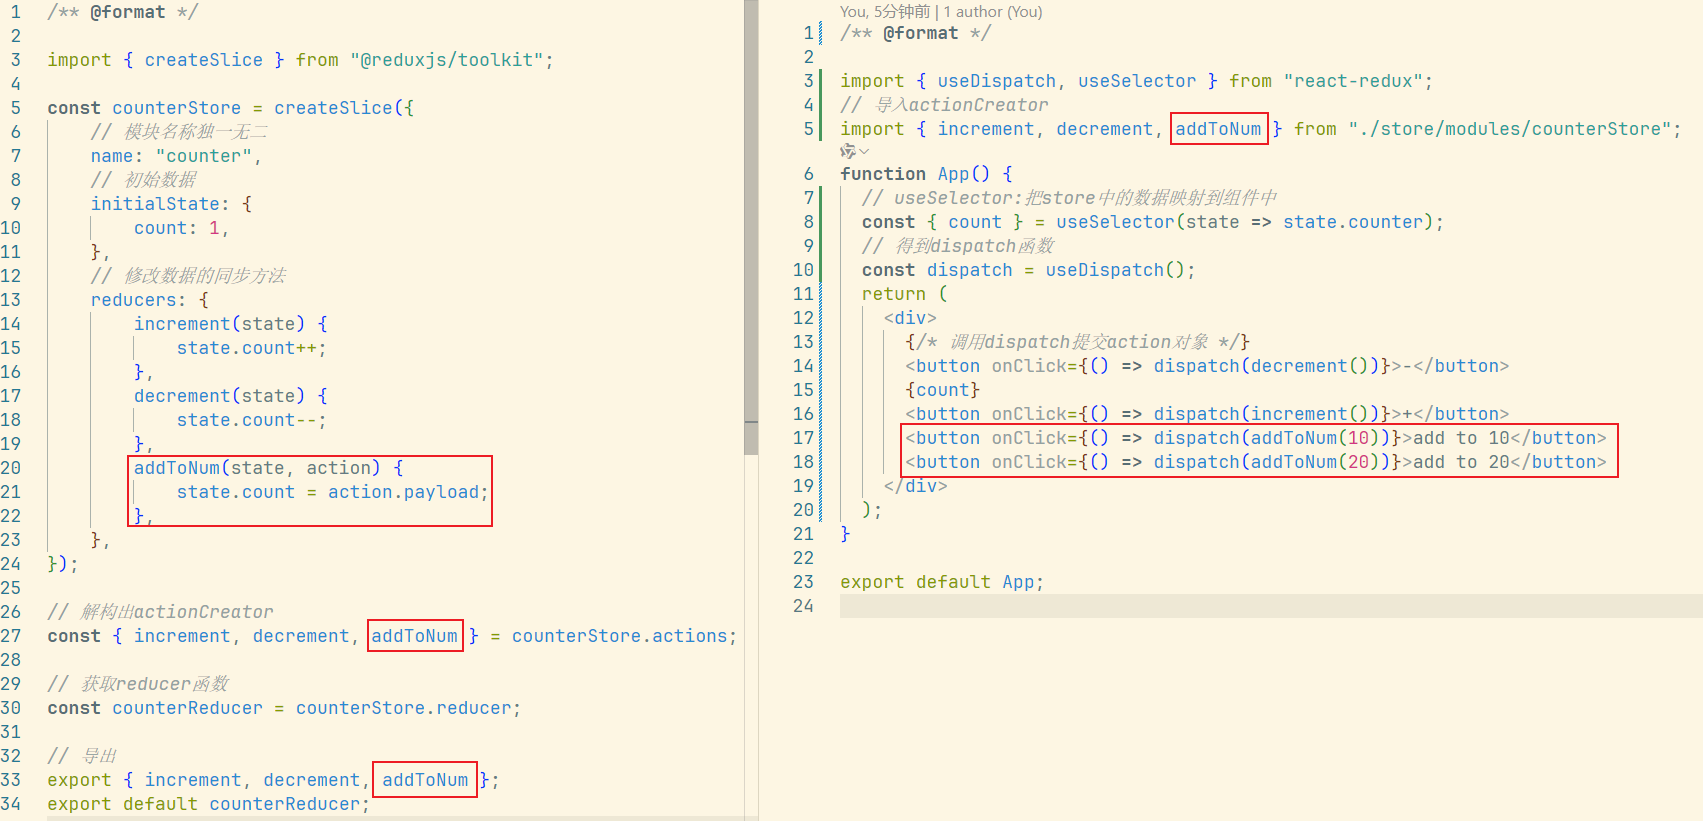 1 /** @format */
2
3 import { createSlice } from "@reduxjs/toolkit";
4
5 const counterStore = createSlice({
6     // 模块名称独一无二
7     name: "counter",
8     // 初始数据
9     initialState: {
10         count: 1,
11     },
12     // 修改数据的同步方法
13     reducers: {
14         increment(state) {
15             state.count++;
16         },
17         decrement(state) {
18             state.count--;
19         },
20         addToNum(state, action) {
21             state.count = action.payload;
22         },
23     },
24 });
25
26 // 解构出actionCreator
27 const { increment, decrement, addToNum } = counterStore.actions;
28
29 // 获取reducer函数
30 const counterReducer = counterStore.reducer;
31
32 // 导出
33 export { increment, decrement, addToNum };
34 export default counterReducer;
You, 5分钟前 | 1 author (You)
1 /** @format */
2
3 import { useDispatch, useSelector } from "react-redux";
4 // 导入actionCreator
5 import { increment, decrement, addToNum } from "./store/modules/counterStore";
6 function App() {
7   // useSelector:把store中的数据映射到组件中
8   const { count } = useSelector(state => state.counter);
9   // 得到dispatch函数
10   const dispatch = useDispatch();
11   return (
12     <div>
13       {/* 调用dispatch提交action对象 */}
14       <button onClick={() => dispatch(decrement())}>-</button>
15       {count}
16       <button onClick={() => dispatch(increment())}>+</button>
17       <button onClick={() => dispatch(addToNum(10))}>add to 10</button>
18       <button onClick={() => dispatch(addToNum(20))}>add to 20</button>
19     </div>
20   );
21 }
22
23 export default App;
24